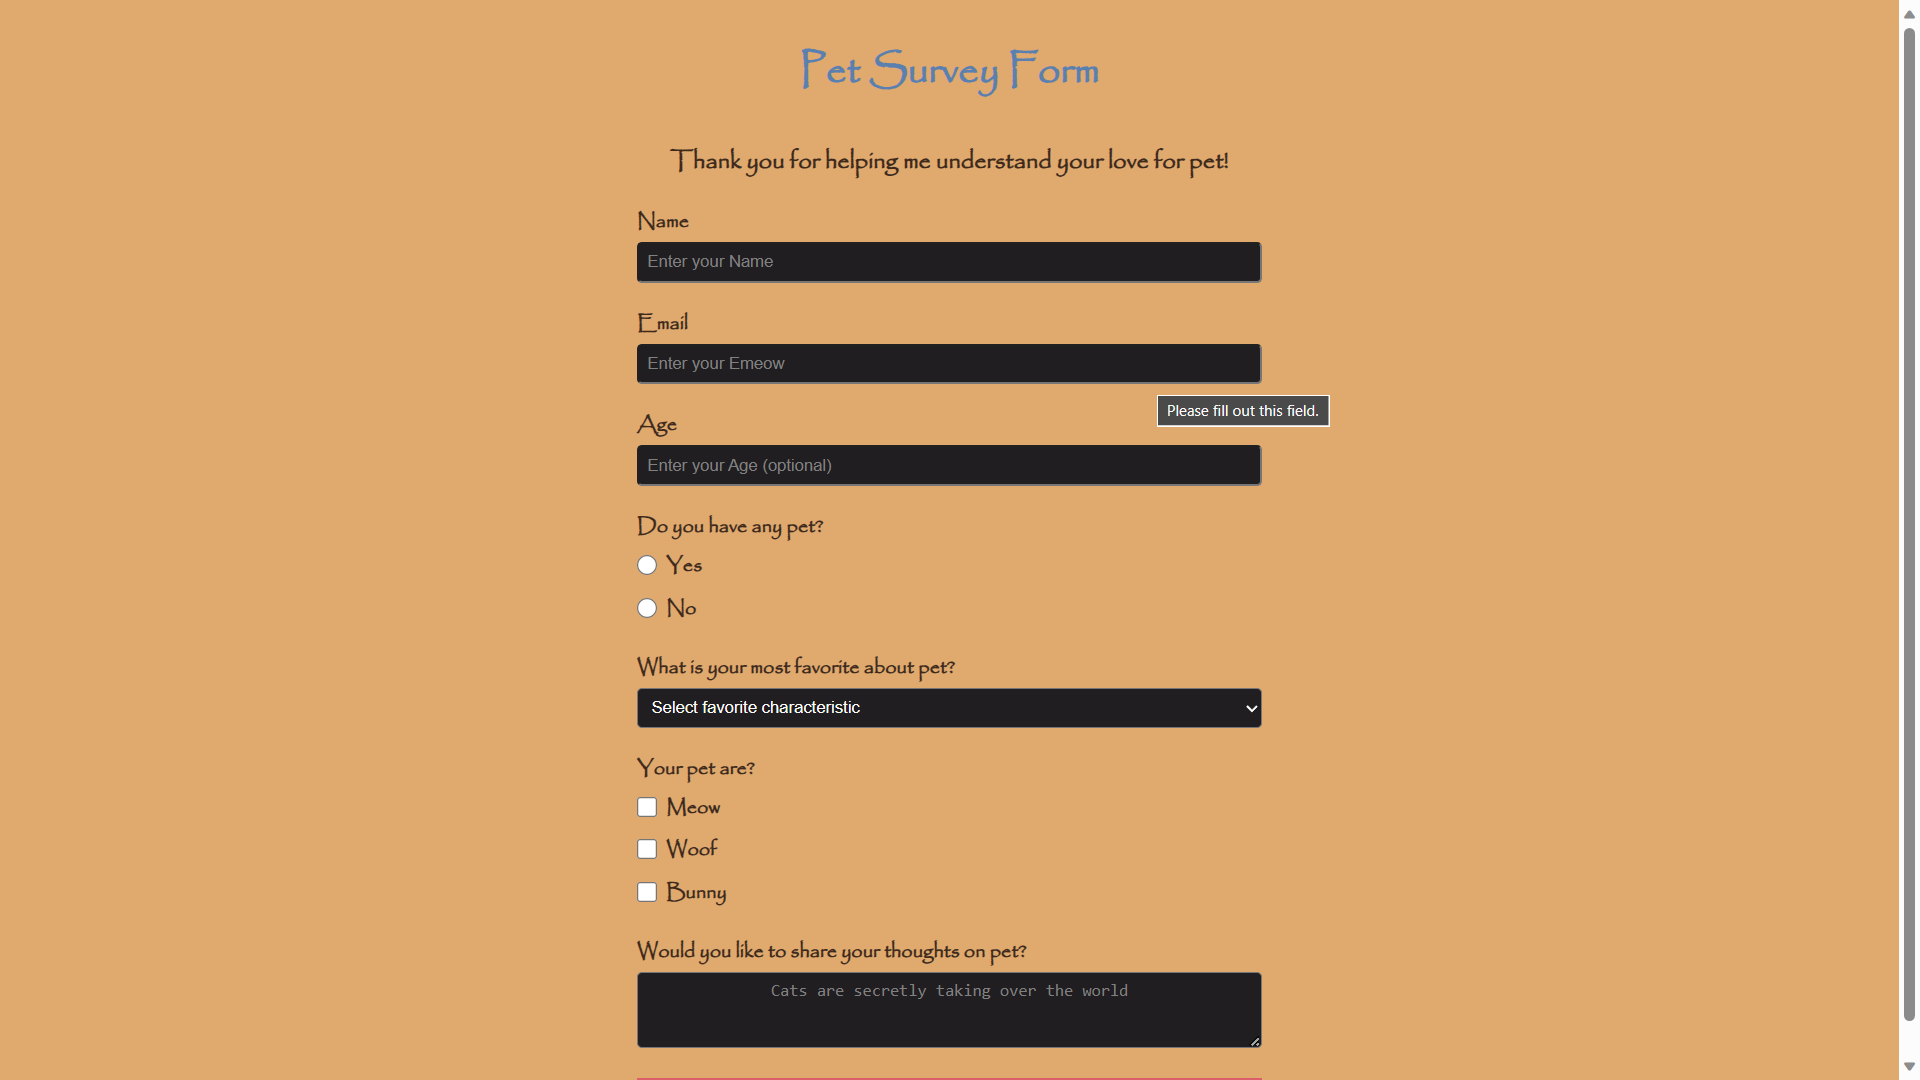 Pet Survey Form
Thank you for helping me understand your love for pet!
Name
Enter your Name
Email
Enter your Emeow
Please fill out this field.
Age
Enter your Age (optional)
Do you have any pet?
Yes
No
What is your most favorite about pet?
Select favorite characteristic
Your pet are?
Meow
Woof
Bunny
Would you like to share your thoughts on pet?
Cats are secretly taking over the world